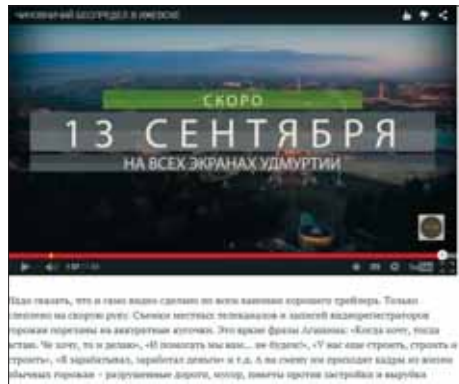 ЧИНОВНИЧИЙ БЕСПРЕДЕЛ В ИЖЕВСКЕ
СКОРО
13 СЕНТЯБРЯ
НА ВСЕХ ЭКРАНАХ УДМУРТИИ
Надо сказать, что и само видео сделано по всем канонам хорошего трейлера. Только
слеплено на скорую руку. Съемки местных телеканалов и записей видеорегистраторов
горожан порезаны на аккуратные кусочки. Это яркие фразы Агашина: «Когда хочу, тогда
встаю. Че хочу, то и делаю», «И помогать мы вам... не будем!», «У нас еще строить, строить и
строить», «Я зарабатывал, заработал деньги» и т.д. А на смену им приходят кадры из жизни
обычных горожан – разрушенные дороги, мусор, пикеты против застройки и вырубки